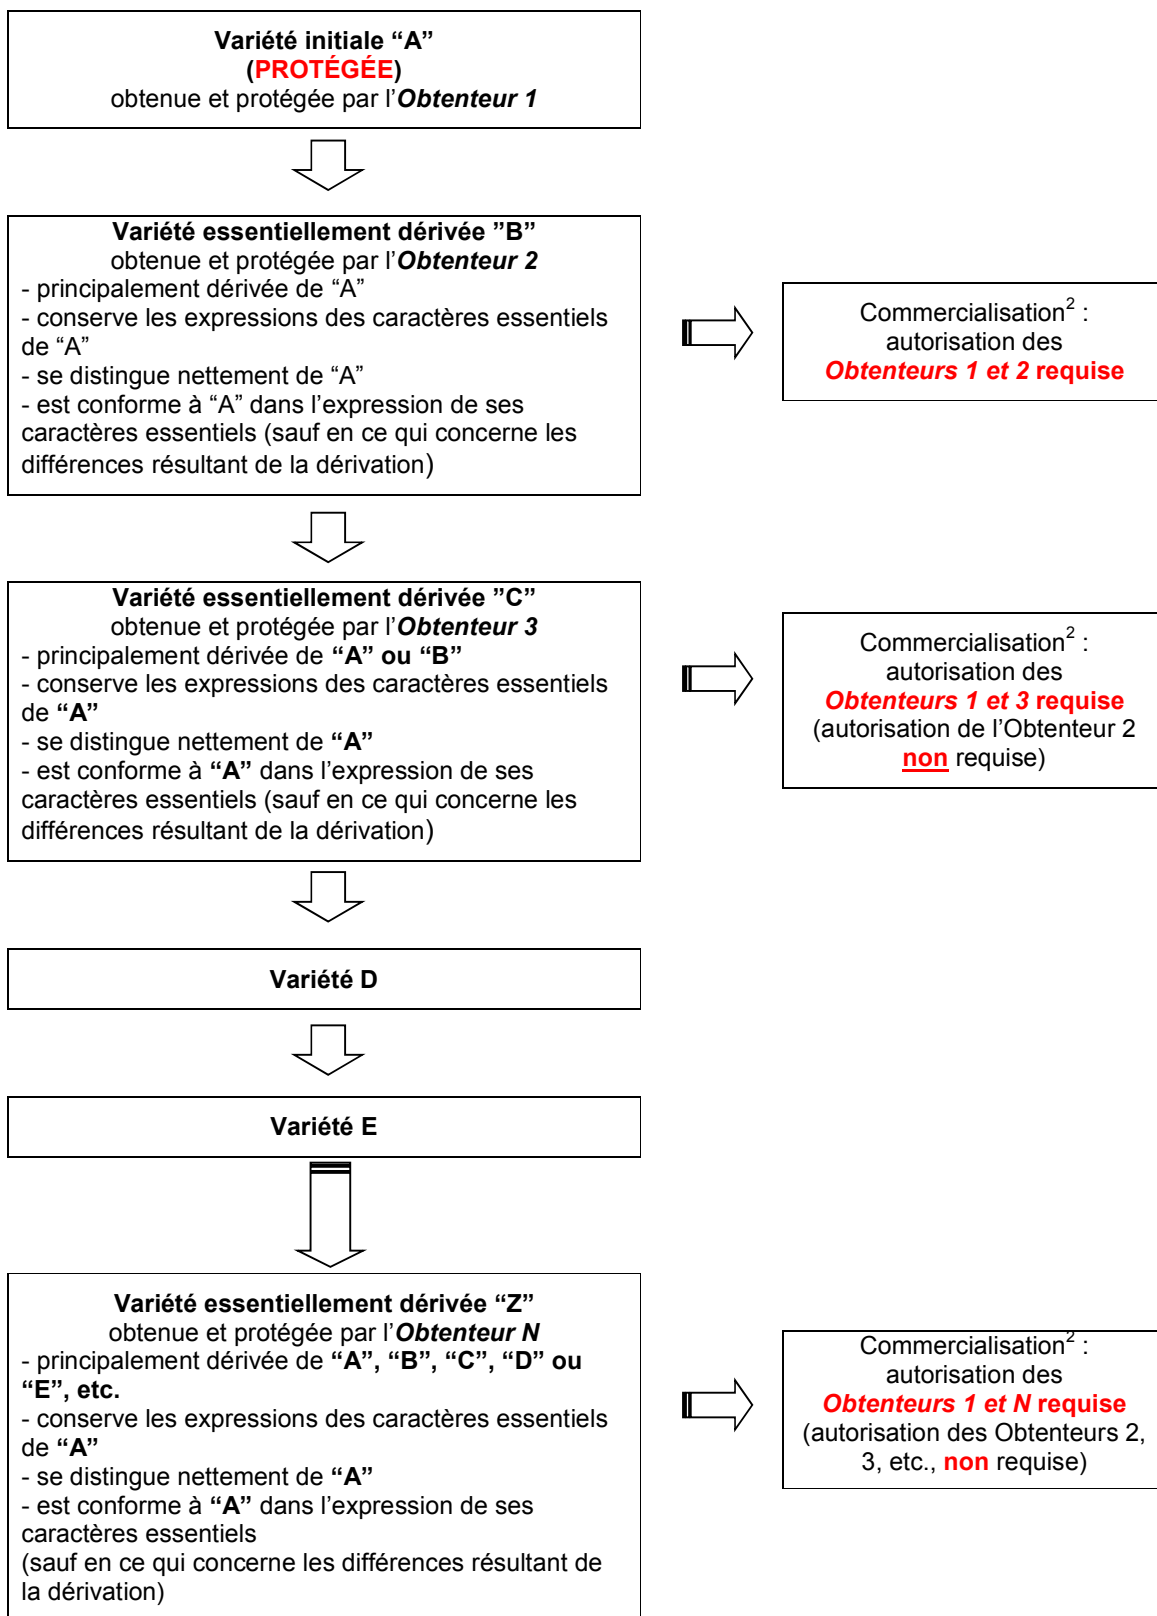 Variété initiale “A”
(PROTÉGÉE)
obtenue et protégée par l’Obtenteur 1
Variété essentiellement dérivée ”B”
obtenue et protégée par l’Obtenteur 2
- principalement dérivée de “A”
- conserve les expressions des caractères essentiels
de “A”
- se distingue nettement de “A”
- est conforme à “A” dans l’expression de ses
caractères essentiels (sauf en ce qui concerne les
différences résultant de la dérivation)
Commercialisation² :
autorisation des
Obtenteurs 1 et 2 requise
Variété essentiellement dérivée ”C”
obtenue et protégée par l’Obtenteur 3
- principalement dérivée de “A” ou “B”
- conserve les expressions des caractères essentiels
de “A”
- se distingue nettement de “A”
- est conforme à “A” dans l’expression de ses
caractères essentiels (sauf en ce qui concerne les
différences résultant de la dérivation)
Commercialisation² :
autorisation des
Obtenteurs 1 et 3 requise
(autorisation de l’Obtenteur 2
non requise)
Variété D
Variété E
Variété essentiellement dérivée “Z”
obtenue et protégée par l’Obtenteur N
- principalement dérivée de “A”, “B”, “C”, “D” ou
“E”, etc.
- conserve les expressions des caractères essentiels
de “A”
- se distingue nettement de “A”
- est conforme à “A” dans l’expression de ses
caractères essentiels
(sauf en ce qui concerne les différences résultant de
la dérivation)
Commercialisation² :
autorisation des
Obtenteurs 1 et N requise
(autorisation des Obtenteurs 2,
3, etc., non requise)